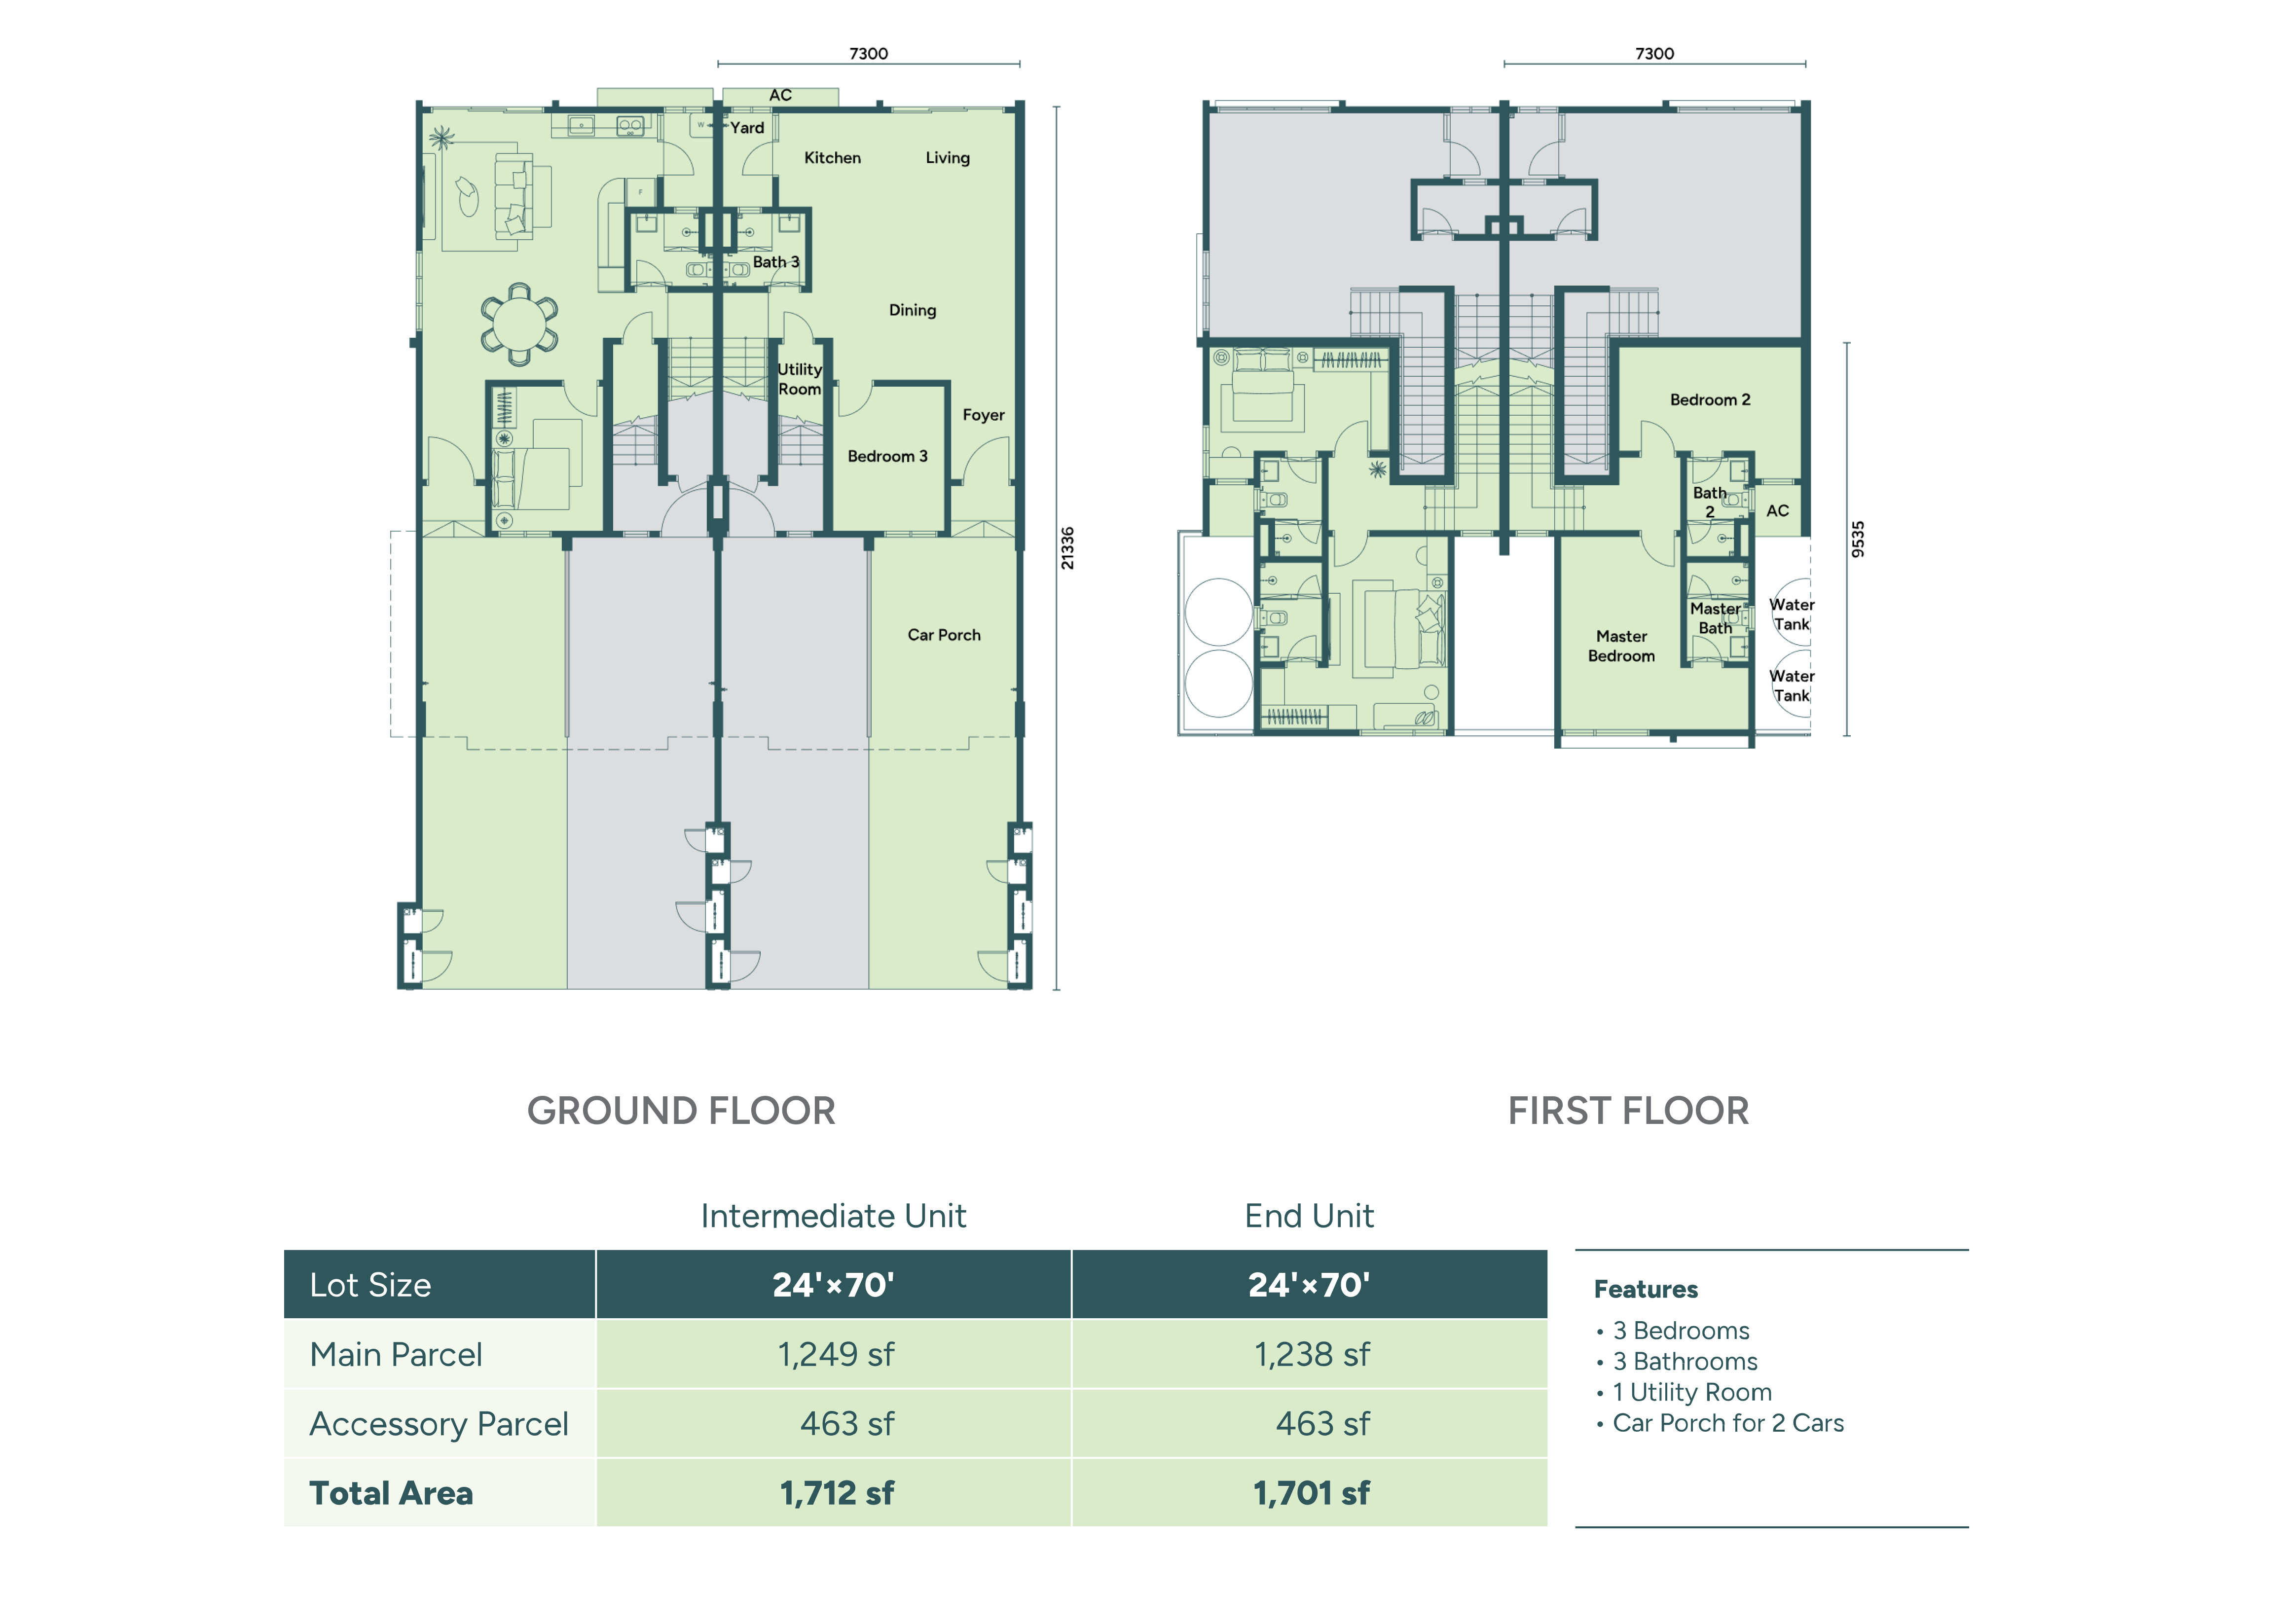 7300
7300
AC
Yard
Kitchen
Living
W
F
Bath 3
Dining
Utility
Room
Foyer
Bedroom 3
21336
Car Porch
Bedroom 2
Bath
2
AC
9535
Master
Bath
Water
Tank
Master
Bedroom
Water
Tank
GROUND FLOOR
FIRST FLOOR
Intermediate Unit
End Unit
Lot Size
24'×70'
24'×70'
Main Parcel
1,249 sf
1,238 sf
Accessory Parcel
463 sf
463 sf
Total Area
1,712 sf
1,701 sf
Features
• 3 Bedrooms
• 3 Bathrooms
• 1 Utility Room
• Car Porch for 2 Cars